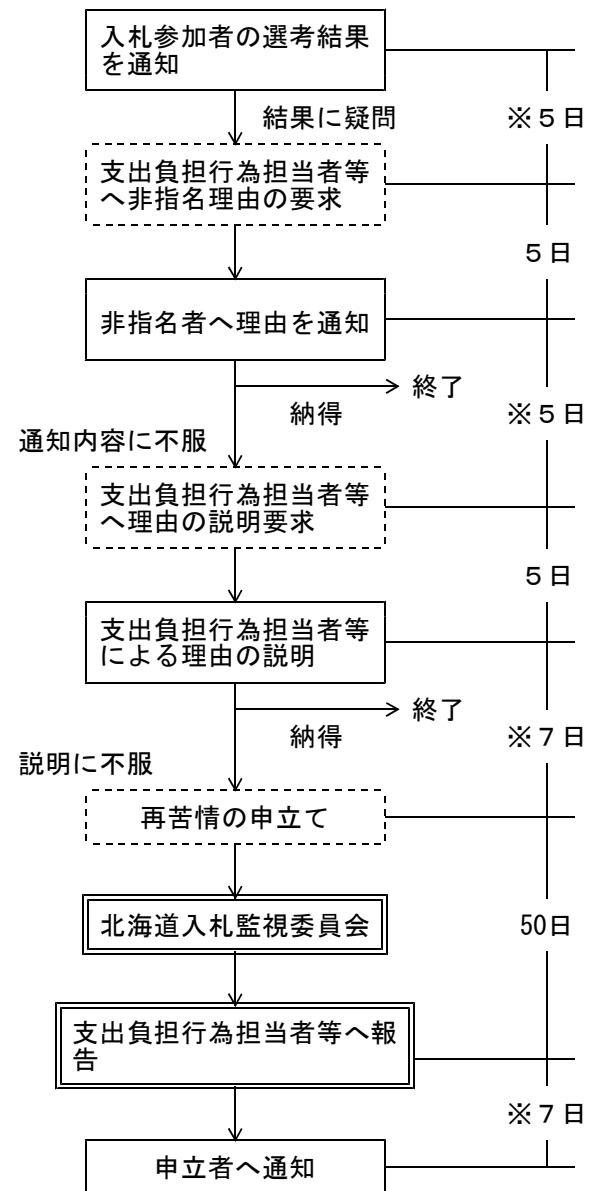 入札参加者の選考結果
を通知
結果に疑問
※５日
支出負担行為担当者等
へ非指名理由の要求
５日
非指名者へ理由を通知
終了
納得
※５日
通知内容に不服
支出負担行為担当者等
へ理由の説明要求
５日
支出負担行為担当者等
による理由の説明
終了
納得
※７日
説明に不服
再苦情の申立て
北海道入札監視委員会
50日
支出負担行為担当者等へ報
告
※７日
申立者へ通知